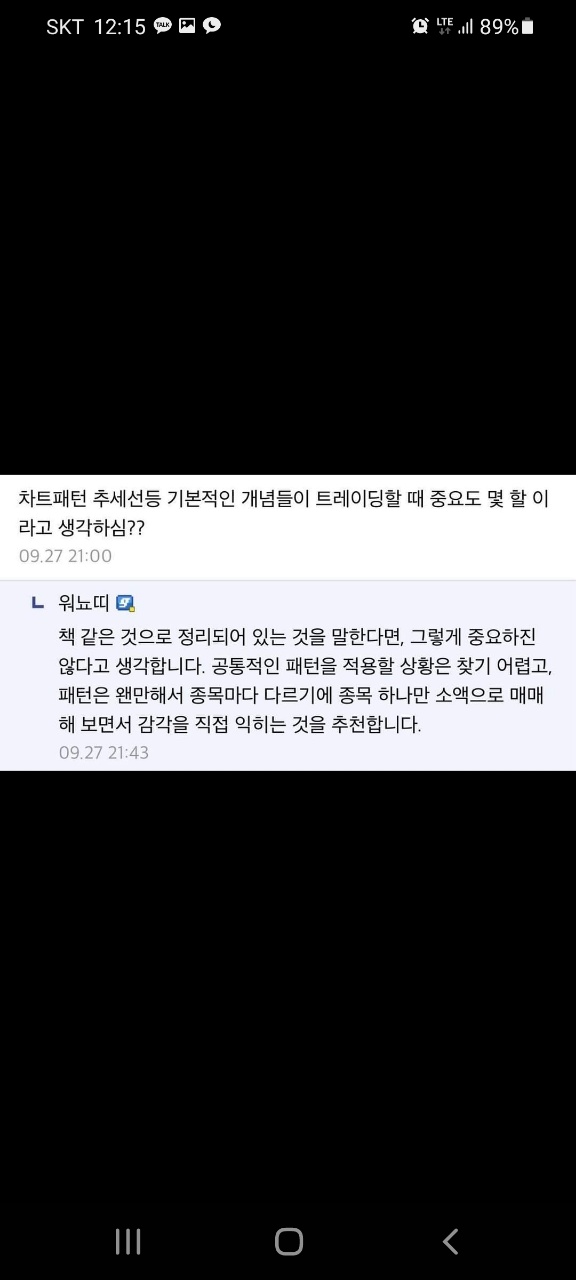 SKT 12:15 TALK LTE 89%
차트패턴 추세선등 기본적인 개념들이 트레이딩할 때 중요도 몇 할 이
라고 생각하심??
09.27 21:00
워뇨띠
책 같은 것으로 정리되어 있는 것을 말한다면, 그렇게 중요하진
않다고 생각합니다. 공통적인 패턴을 적용할 상황은 찾기 어렵고,
패턴은 왠만해서 종목마다 다르기에 종목 하나만 소액으로 매매
해 보면서 감각을 직접 익히는 것을 추천합니다.
09.27 21:43